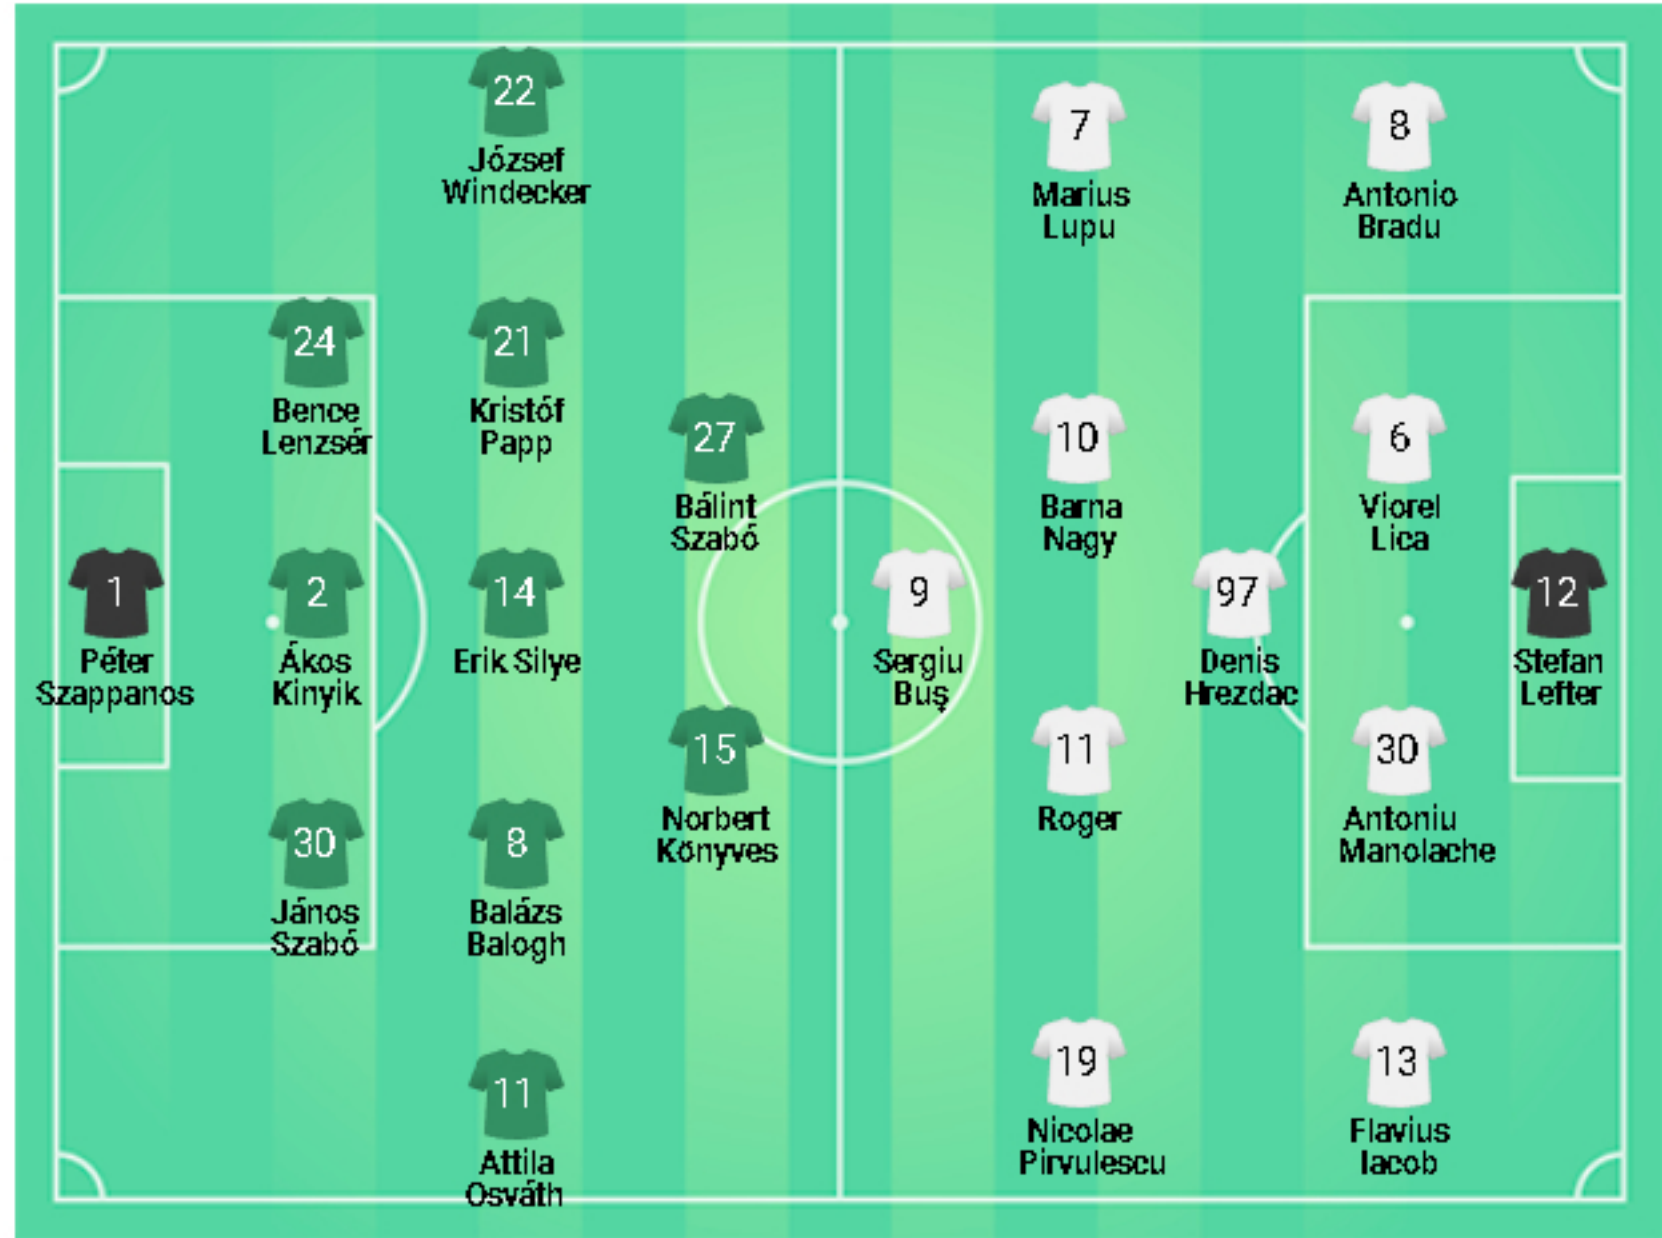 22
József
Windecker
7
Marius
Lupu
8
Antonio
Bradu
24
Bence
Lenzsér
21
Kristóf
Papp
27
Bálint
Szabó
10
Barna
Nagy
6
Viorel
Lica
1
Péter
Szappanos
2
Ákos
Kinyik
14
Erik Silye
9
Sergiu
Buş
97
Denis
Hrezdac
12
Stefan
Lefter
15
Norbert
Könyves
11
Roger
30
Antoniu
Manolache
30
János
Szabó
8
Balázs
Balogh
11
Attila
Osváth
19
Nicolae
Pirvulescu
13
Flavius
Iacob